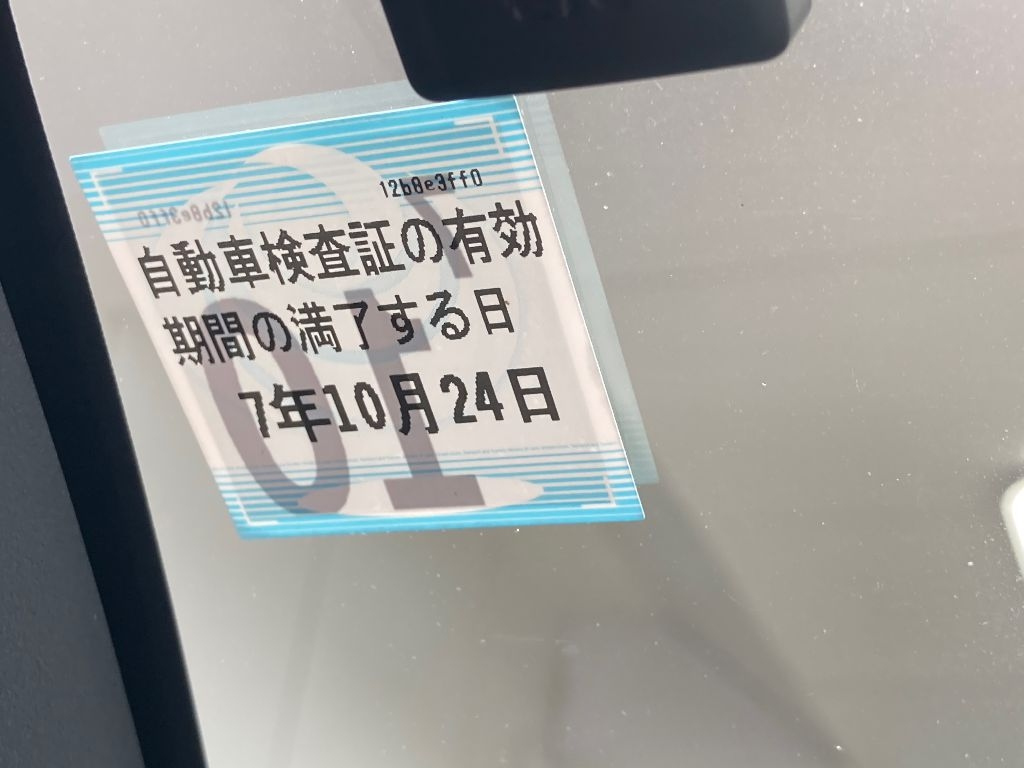 12b8e3ff0
自動車検査証の有効
期間の満了する日
7年10月24日